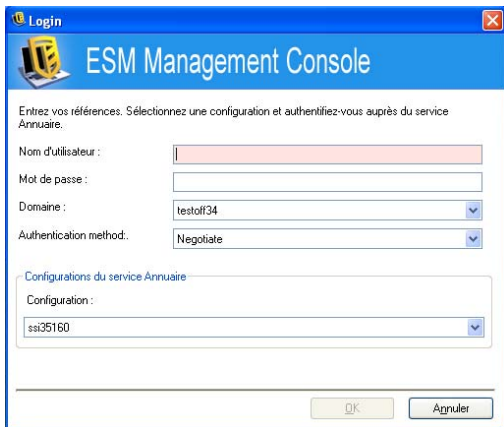 Login
ESM Management Console
Entrez vos références. Sélectionnez une configuration et authentifiez-vous auprès du service
Annuaire.
Nom d'utilisateur :
Mot de passe :
Domaine : testoff34
Authentication method:. Negotiate
Configurations du service Annuaire
Configuration :
ssi35160
OK Annuler